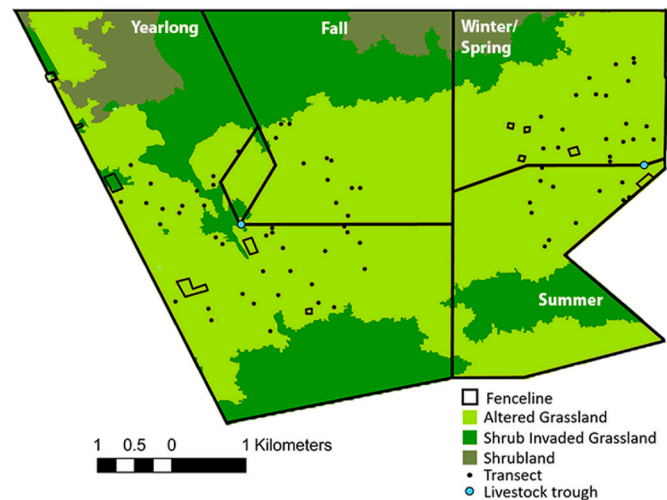 Yearlong
Fall
Winter/
Spring
Summer
Fenceline
Altered Grassland
Shrub Invaded Grassland
Shrubland
Transect
Livestock trough
1 0.5 0 1 Kilometers